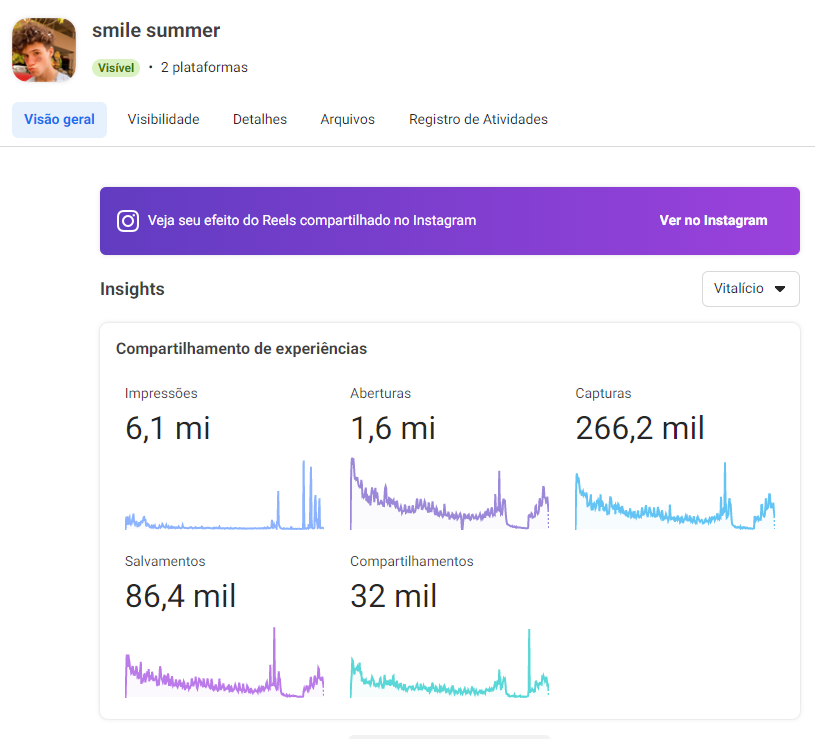 smile summer
Visível • 2 plataformas
Visão geral Visibilidade Detalhes Arquivos Registro de Atividades
Veja seu efeito do Reels compartilhado no Instagram Ver no Instagram
Insights Vitalício
Compartilhamento de experiências
Impressões Aberturas Capturas
6,1 mi 1,6 mi 266,2 mil
Salvamentos Compartilhamentos
86,4 mil 32 mil